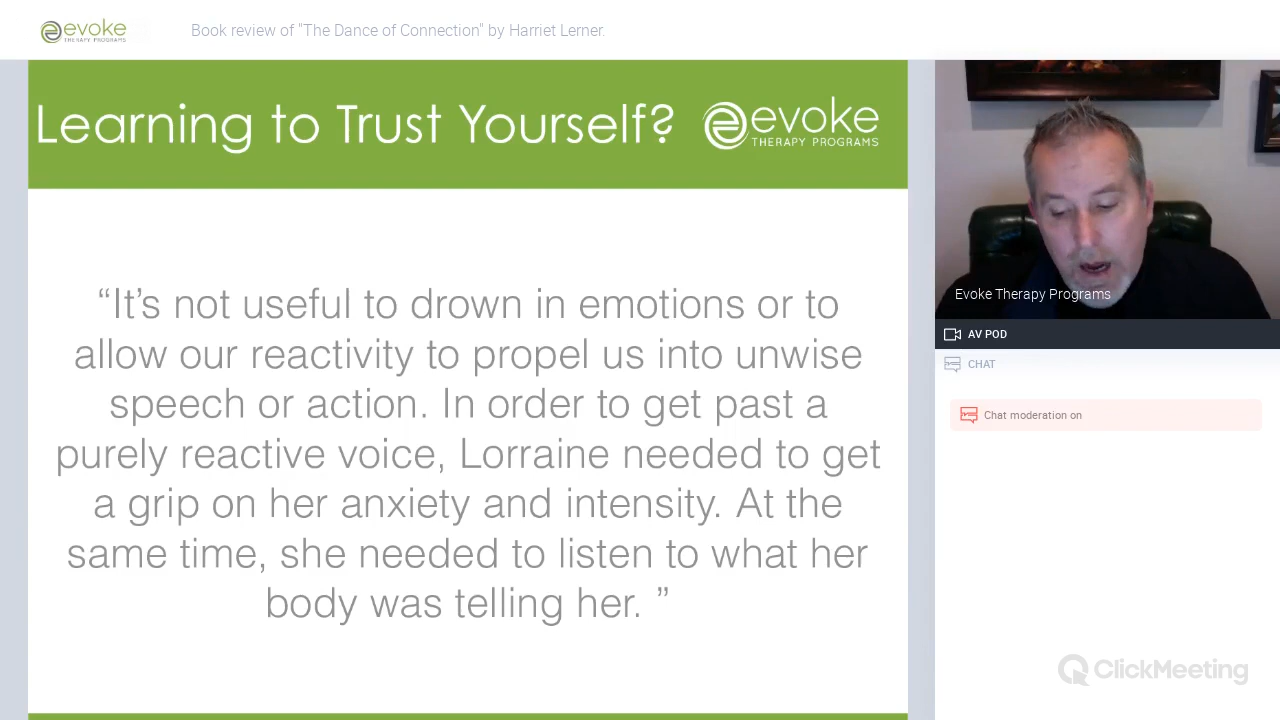 evoke
THERAPY PROGRAMS
Book review of "The Dance of Connection" by Harriet Lerner.
Learning to Trust Yourself?
evoke
THERAPY PROGRAMS
“It’s not useful to drown in emotions or to
allow our reactivity to propel us into unwise
speech or action. In order to get past a
purely reactive voice, Lorraine needed to get
a grip on her anxiety and intensity. At the
same time, she needed to listen to what her
body was telling her. ”
Evoke Therapy Programs
AV POD
CHAT
Chat moderation on
ClickMeeting